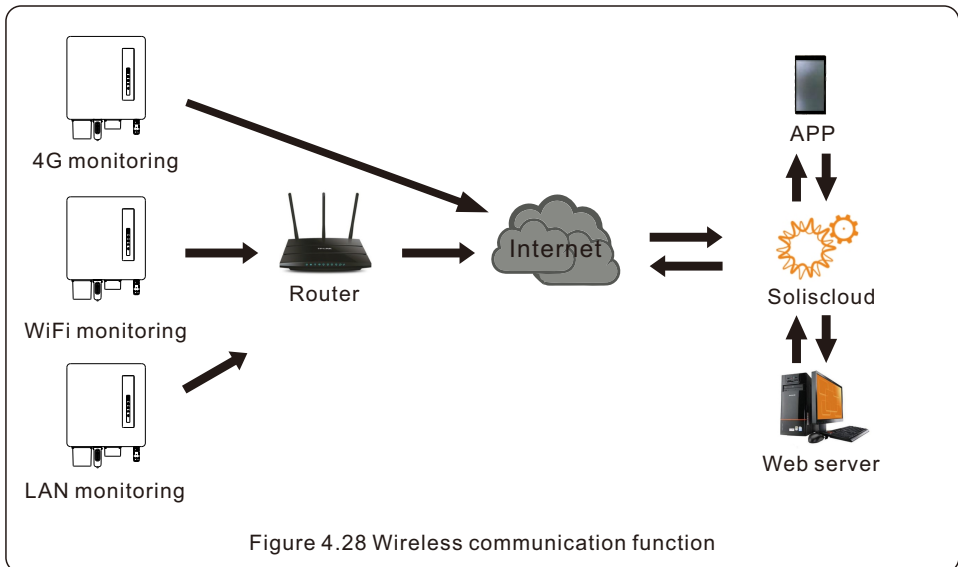 4G monitoring
WiFi monitoring
LAN monitoring
Router
Internet
APP
Soliscloud
Web server
Figure 4.28 Wireless communication function